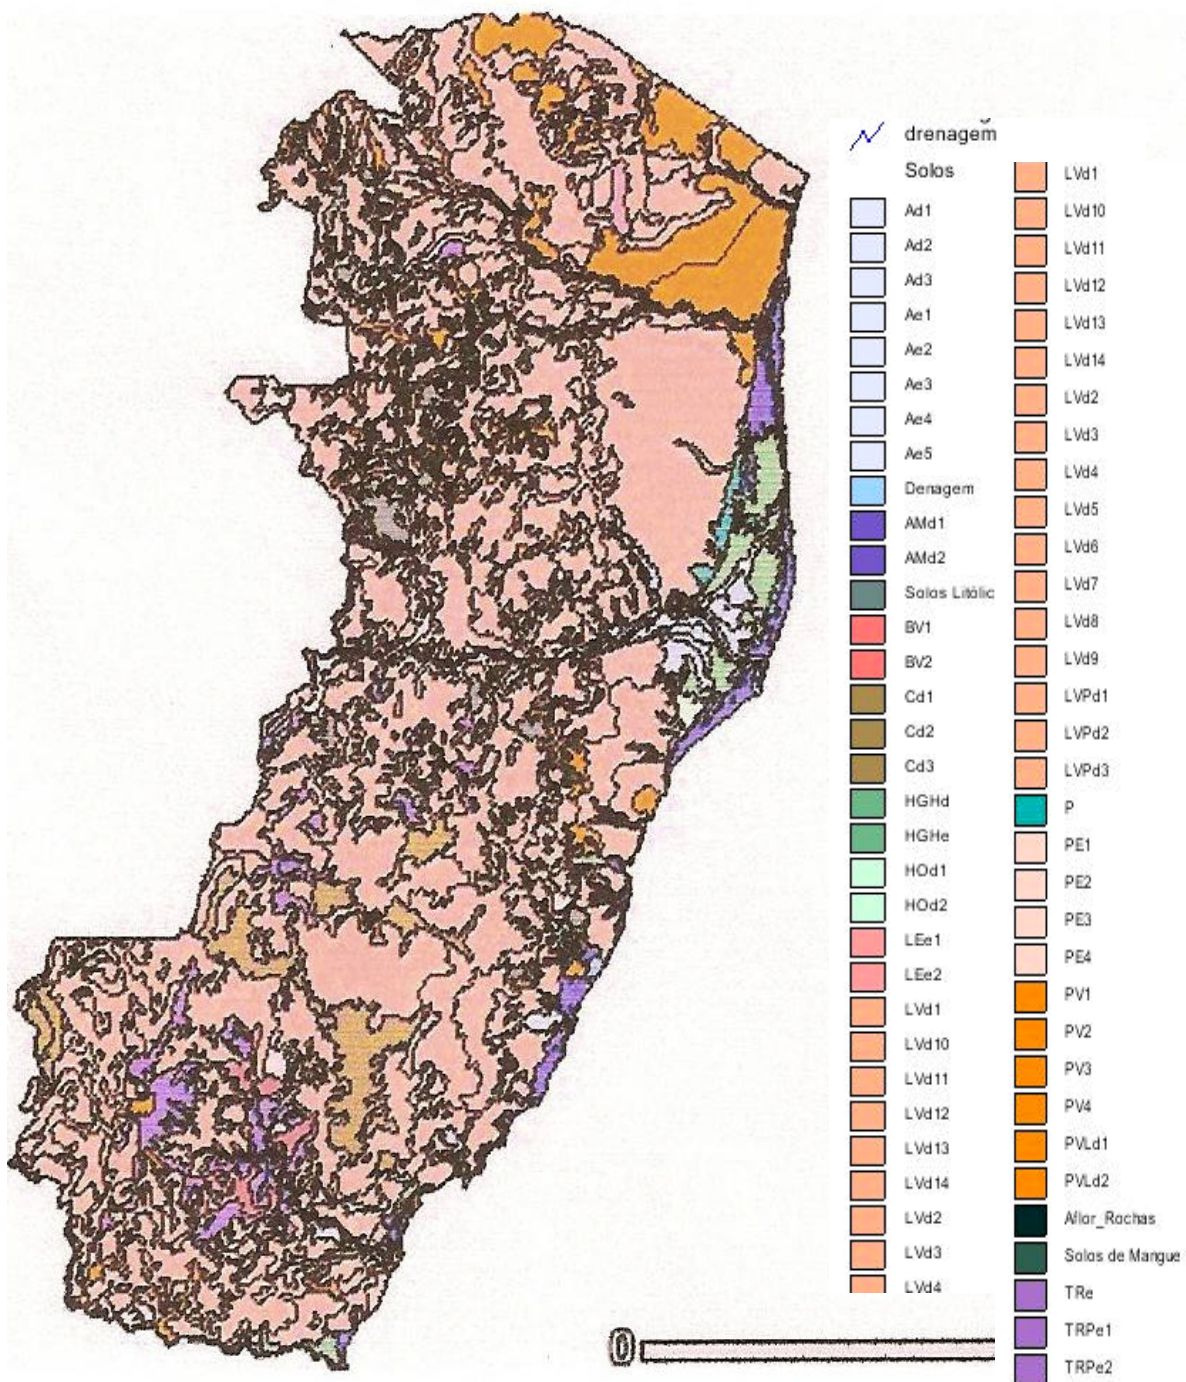 drenagem
Solos
Ad1
Ad2
Ad3
Ae1
Ae2
Ae3
Ae4
Ae5
Denagem
AMd1
AMd2
Solos Litólic
BV1
BV2
Cd1
Cd2
Cd3
HGHd
HGHe
HOd1
HOd2
LEe1
LEe2
LVd1
LVd10
LVd11
LVd12
LVd13
LVd14
LVd2
LVd3
LVd4
LVd1
LVd10
LVd11
LVd12
LVd13
LVd14
LVd2
LVd3
LVd4
LVd5
LVd6
LVd7
LVd8
LVd9
LVPd1
LVPd2
LVPd3
P
PE1
PE2
PE3
PE4
PV1
PV2
PV3
PV4
PVLd1
PVLd2
Aflor_Rochas
Solos de Mangue
TRe
TRPe1
TRPe2
0